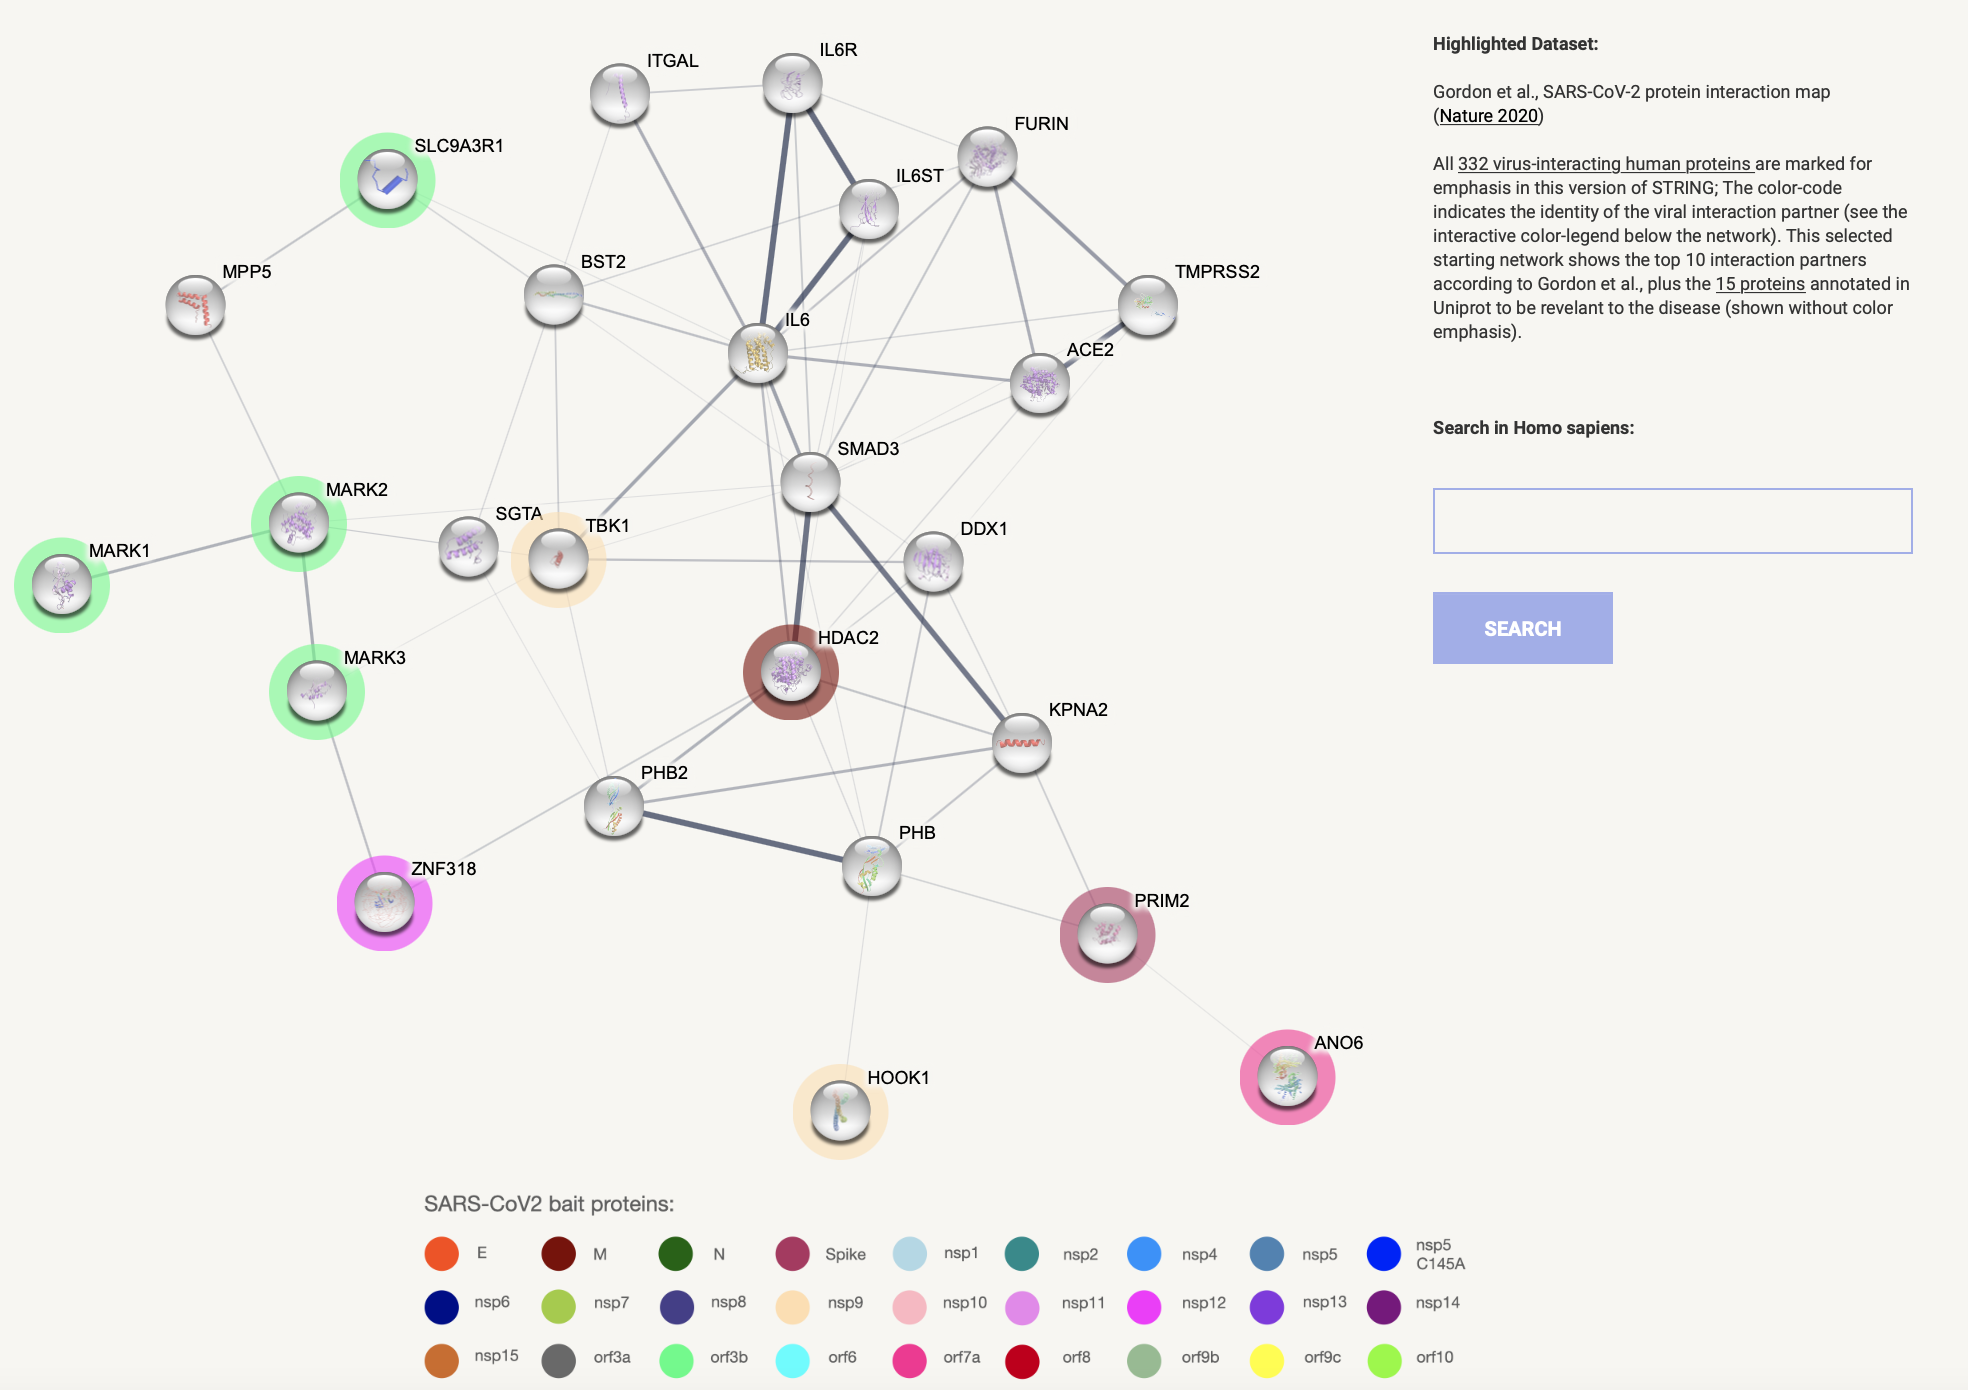 ITGAL
IL6R
FURIN
SLC9A3R1
IL6ST
BST2
MPP5
TMPRSS2
IL6
ACE2
SMAD3
MARK2
SGTA
TBK1
DDX1
MARK1
HDAC2
MARK3
KPNA2
PHB2
PHB
ZNF318
PRIM2
ANO6
HOOK1
Highlighted Dataset:
Gordon et al., SARS-CoV-2 protein interaction map
(Nature 2020)
All 332 virus-interacting human proteins are marked for
emphasis in this version of STRING; The color-code
indicates the identity of the viral interaction partner (see the
interactive color-legend below the network). This selected
starting network shows the top 10 interaction partners
according to Gordon et al., plus the 15 proteins annotated in
Uniprot to be revelant to the disease (shown without color
emphasis).
Search in Homo sapiens:
SEARCH
SARS-CoV2 bait proteins:
E M N Spike nsp1 nsp2 nsp4 nsp5 nsp5
C145A
nsp6 nsp7 nsp8 nsp9 nsp10 nsp11 nsp12 nsp13 nsp14
nsp15 orf3a orf3b orf6 orf7a orf8 orf9b orf9c orf10